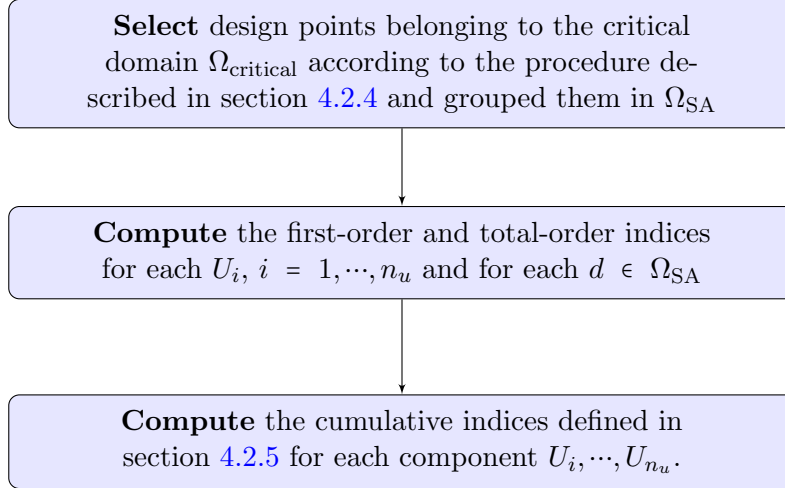 Select design points belonging to the critical
domain Ω_critical according to the procedure de-
scribed in section 4.2.4 and grouped them in Ω_SA
Compute the first-order and total-order indices
for each U_i, i = 1,⋯,n_u and for each d ∈ Ω_SA
Compute the cumulative indices defined in
section 4.2.5 for each component U_i,⋯,U_{n_u}.